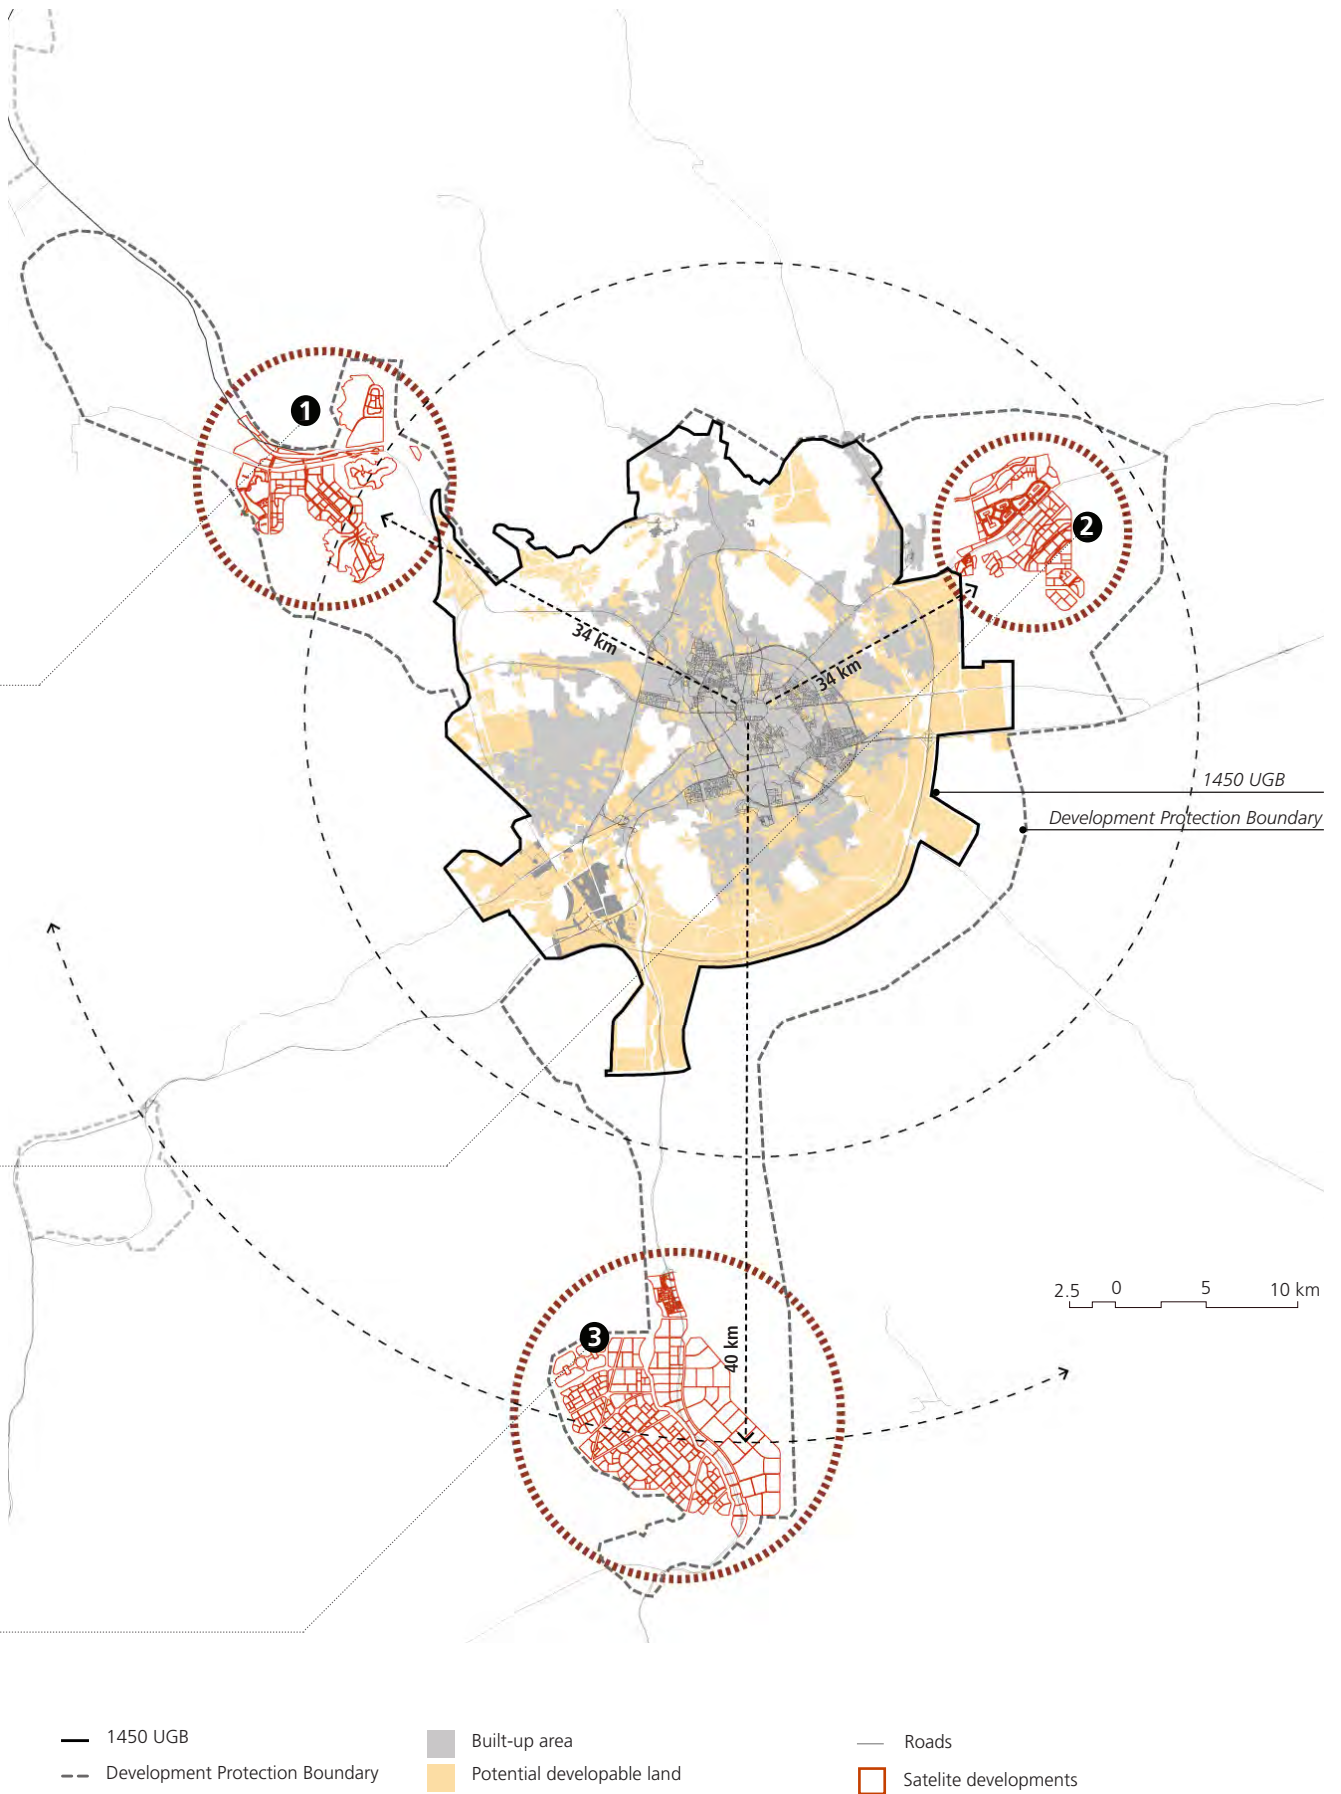 1
2
34 km
34 km
1450 UGB
Development Protection Boundary
3
40 km
2.5 0 5 10 km
1450 UGB
Development Protection Boundary
Built-up area
Potential developable land
Roads
Satelite developments